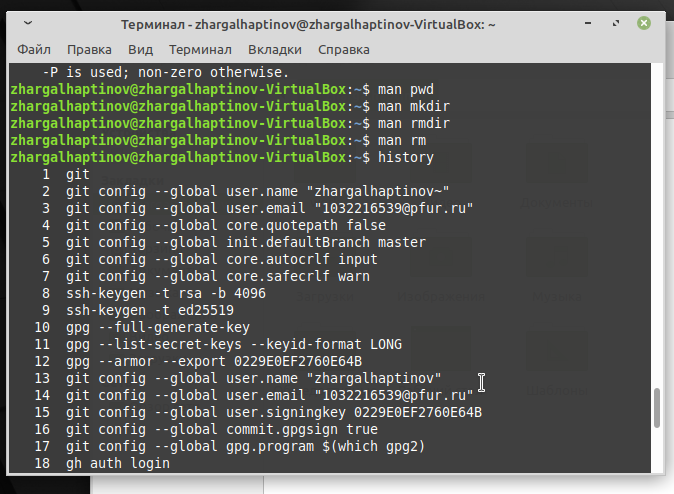 Терминал - zhargalhaptinov@zhargalhaptinov-VirtualBox: ~
Файл Правка Вид Терминал Вкладки Справка
-P is used; non-zero otherwise.
zhargalhaptinov@zhargalhaptinov-VirtualBox:~$ man pwd
zhargalhaptinov@zhargalhaptinov-VirtualBox:~$ man mkdir
zhargalhaptinov@zhargalhaptinov-VirtualBox:~$ man rmdir
zhargalhaptinov@zhargalhaptinov-VirtualBox:~$ man rm
zhargalhaptinov@zhargalhaptinov-VirtualBox:~$ history
1 git
2 git config --global user.name "zhargalhaptinov~"
3 git config --global user.email "1032216539@pfur.ru"
4 git config --global core.quotepath false
5 git config --global init.defaultBranch master
6 git config --global core.autocrlf input
7 git config --global core.safecrlf warn
8 ssh-keygen -t rsa -b 4096
9 ssh-keygen -t ed25519
10 gpg --full-generate-key
11 gpg --list-secret-keys --keyid-format LONG
12 gpg --armor --export 0229E0EF2760E64B
13 git config --global user.name "zhargalhaptinov"
14 git config --global user.email "1032216539@pfur.ru"
15 git config --global user.signingkey 0229E0EF2760E64B
16 git config --global commit.gpgsign true
17 git config --global gpg.program $(which gpg2)
18 gh auth login